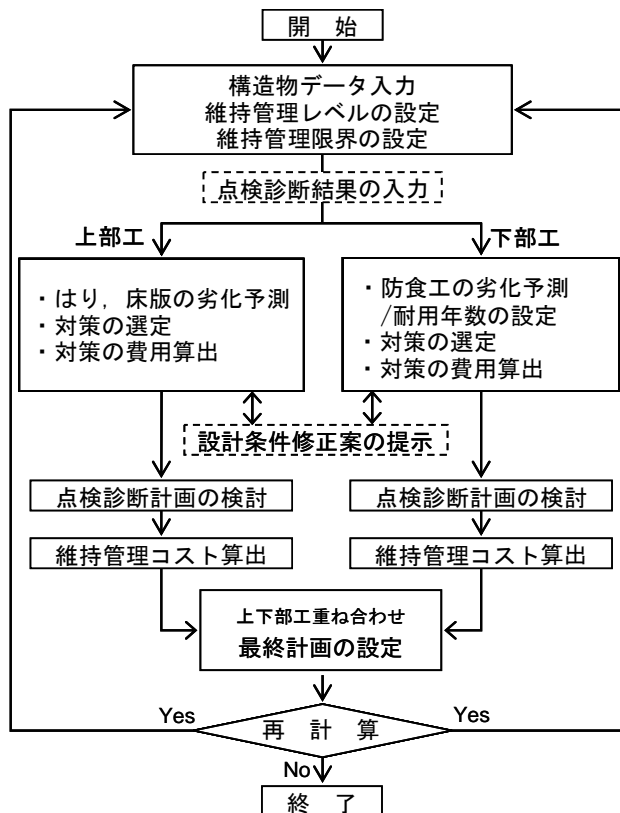 開　始
構造物データ入力
維持管理レベルの設定
維持管理限界の設定
点検診断結果の入力
上部工
・はり，床版の劣化予測
・対策の選定
・対策の費用算出
下部工
・防食工の劣化予測
/耐用年数の設定
・対策の選定
・対策の費用算出
設計条件修正案の提示
点検診断計画の検討
点検診断計画の検討
維持管理コスト算出
維持管理コスト算出
上下部工重ね合わせ
最終計画の設定
Yes
再　計　算
Yes
No
終　了